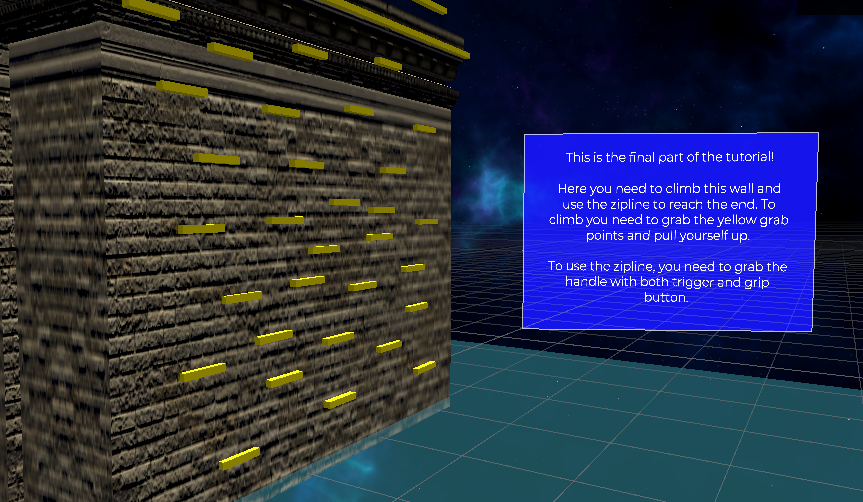 This is the final part of the tutorial!
Here you need to climb this wall and
use the zipline to reach the end. To
climb you need to grab the yellow grab
points and pull yourself up.
To use the zipline, you need to grab the
handle with both trigger and grip
button.